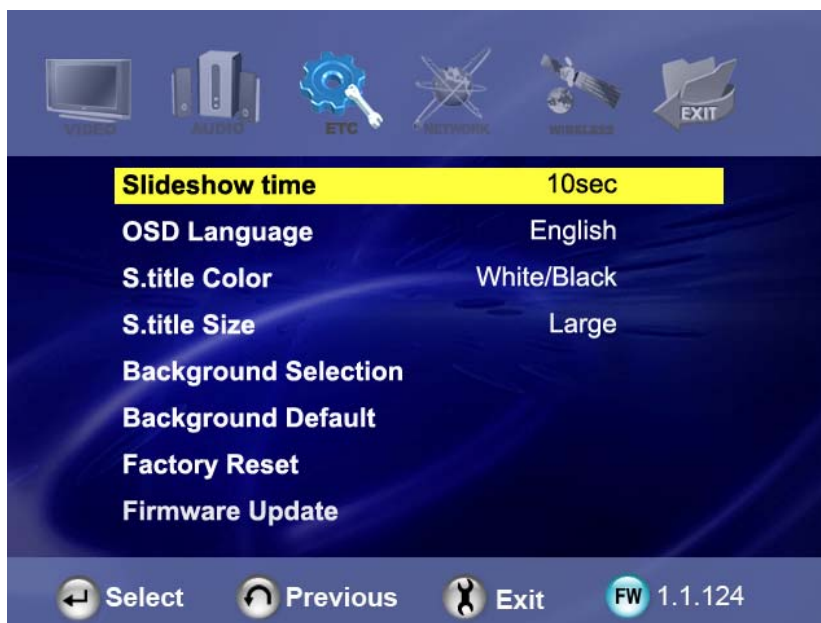 VIDEO AUDIO ETC NETWORK WIRELESS EXIT
Slideshow time 10sec
OSD Language English
S.title Color White/Black
S.title Size Large
Background Selection
Background Default
Factory Reset
Firmware Update
Select Previous Exit FW 1.1.124